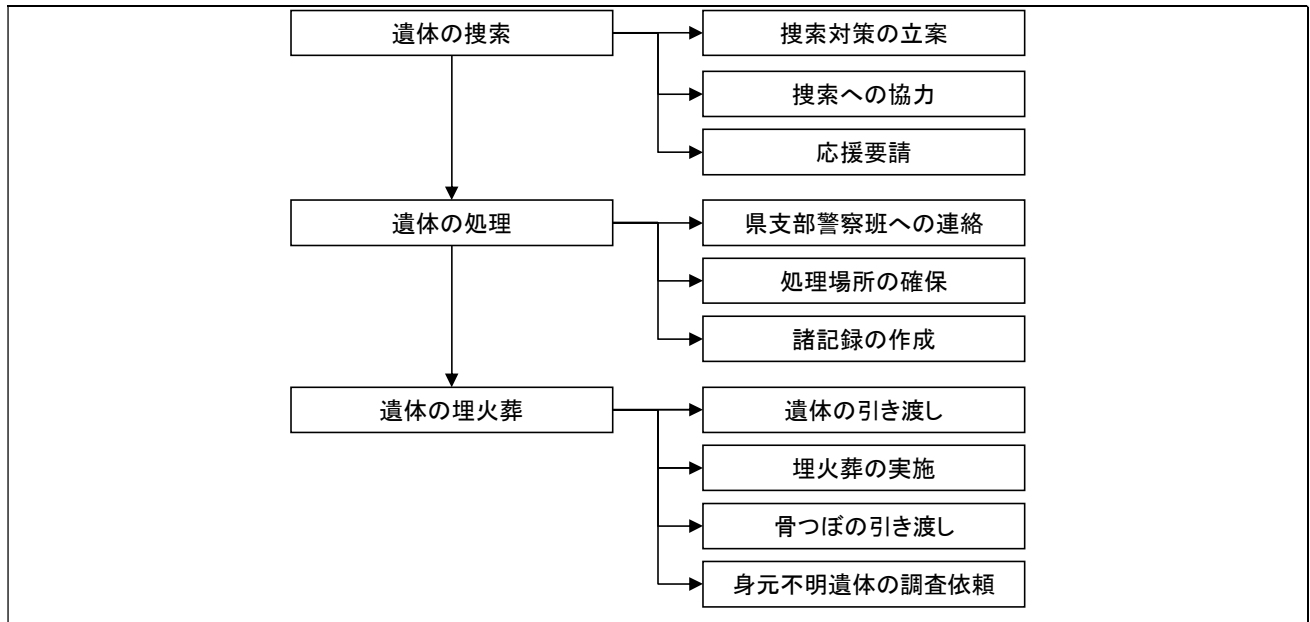 遺体の捜索
捜索対策の立案
捜索への協力
応援要請
遺体の処理
県支部警察班への連絡
処理場所の確保
諸記録の作成
遺体の埋火葬
遺体の引き渡し
埋火葬の実施
骨つぼの引き渡し
身元不明遺体の調査依頼